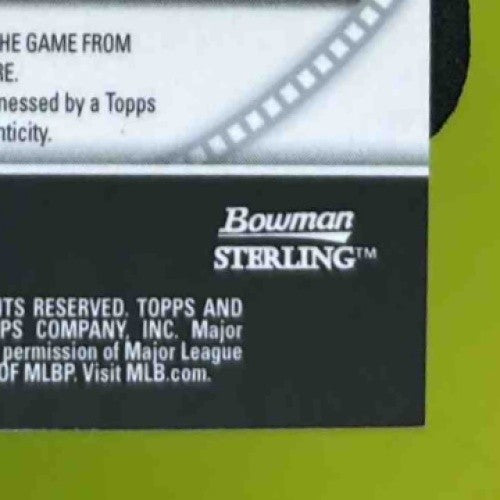 HE GAME FROM
RE.
nessed by a Topps
nticity.
Bowman
STERLING™
ITS RESERVED. TOPPS AND
PS COMPANY, INC. Major
permission of Major League
OF MLBP. Visit MLB.com.